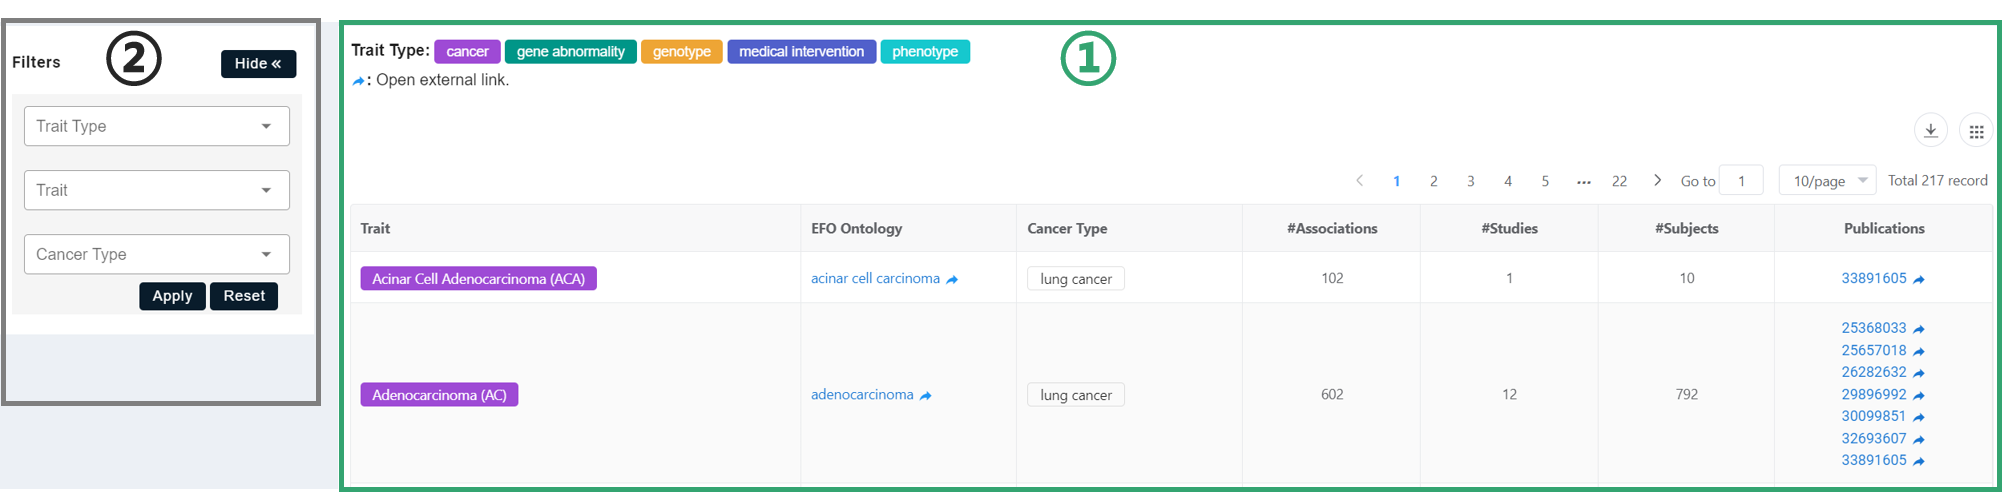 Filters
②
Hide «
Trait Type
Trait
Cancer Type
Apply Reset
Trait Type: cancer gene abnormality genotype medical intervention phenotype
①
: Open external link.
1 2 3 4 5 ••• 22 Go to 1 10/page Total 217 record
Trait EFO Ontology Cancer Type #Associations #Studies #Subjects Publications
Acinar Cell Adenocarcinoma (ACA) acinar cell carcinoma lung cancer 102 1 10 33891605
Adenocarcinoma (AC) adenocarcinoma lung cancer 602 12 792
25368033
25657018
26282632
29896992
30099851
32693607
33891605